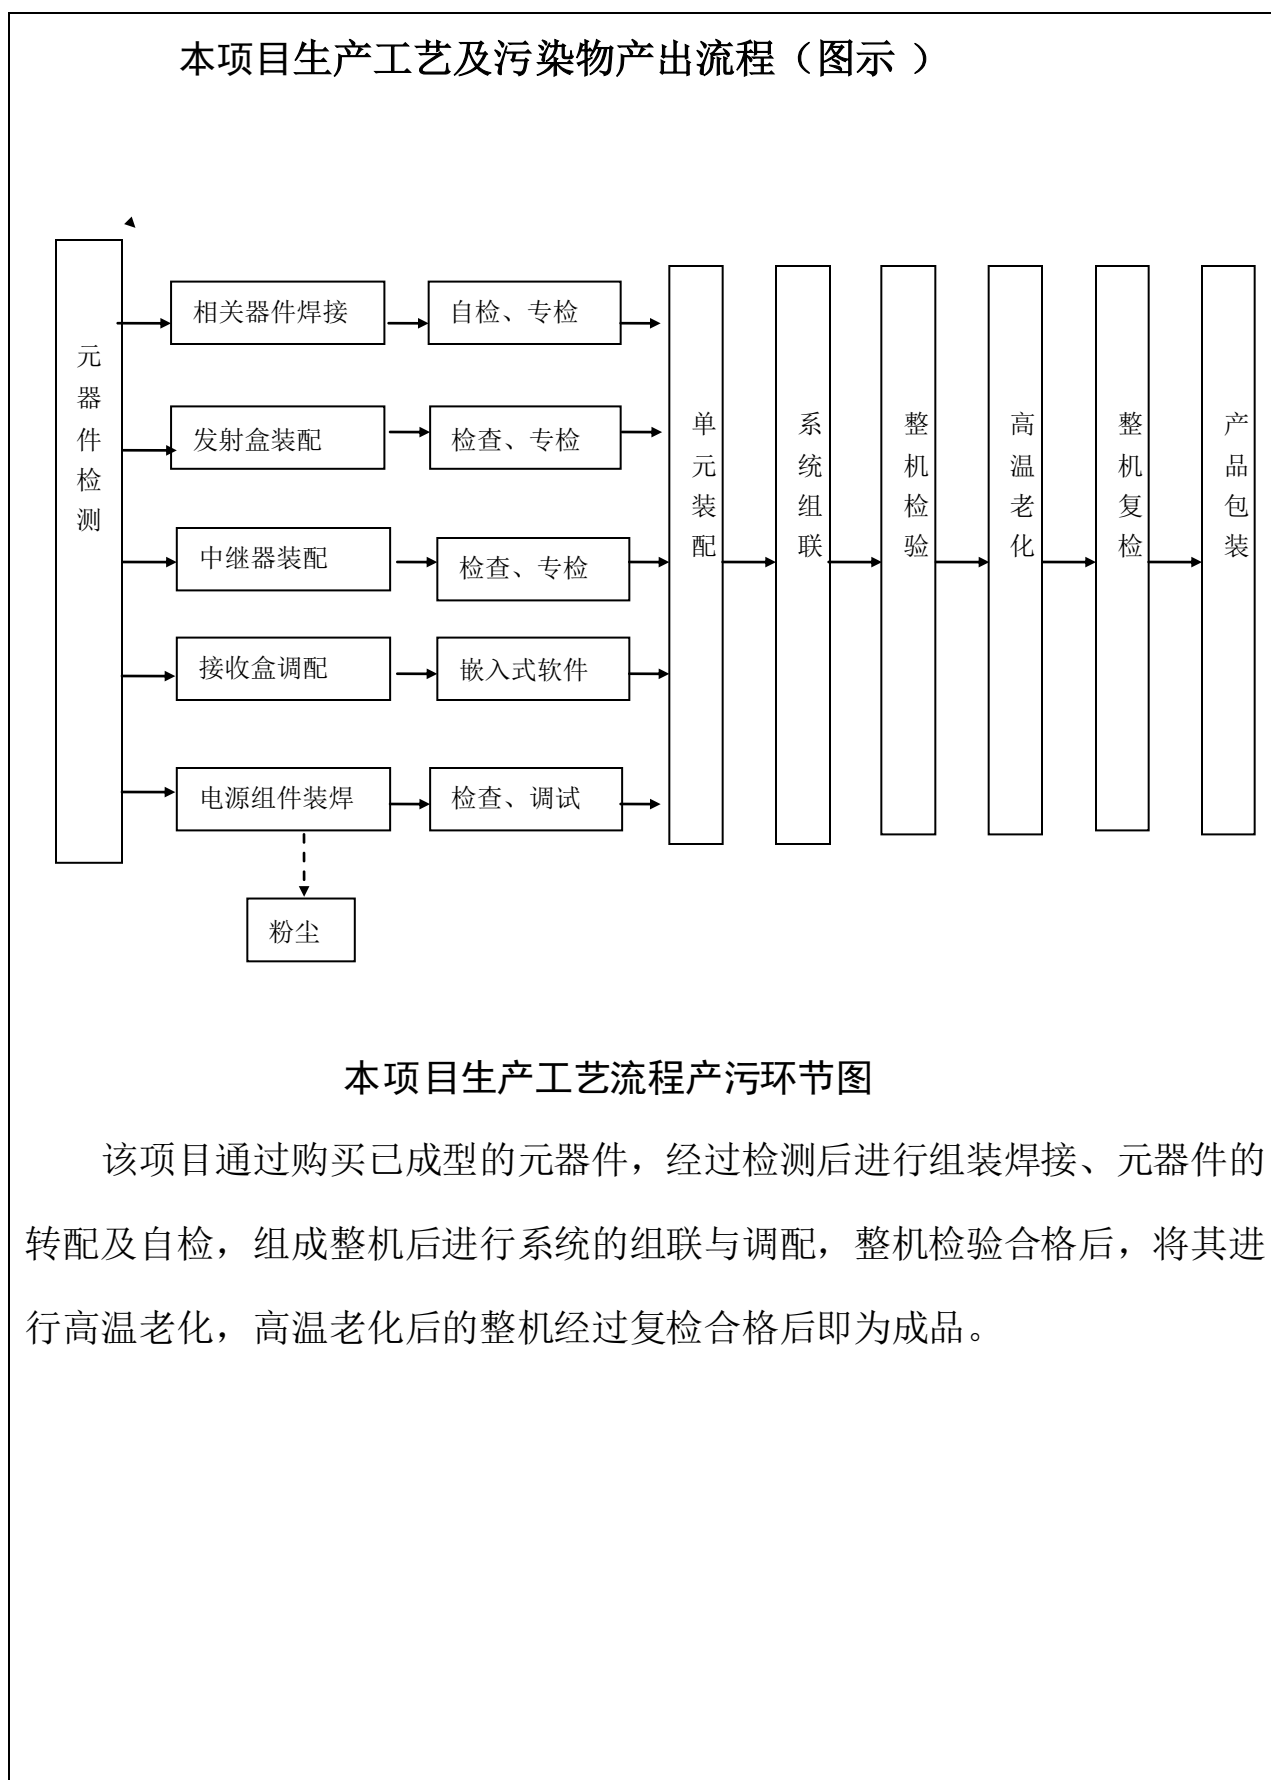 本项目生产工艺及污染物产出流程（图示 ）
元器件检测
相关器件焊接
自检、专检
发射盒装配
检查、专检
中继器装配
检查、专检
接收盒调配
嵌入式软件
电源组件装焊
检查、调试
粉尘
单元装配
系统组联
整机检验
高温老化
整机复检
产品包装
本项目生产工艺流程产污环节图
该项目通过购买已成型的元器件，经过检测后进行组装焊接、元器件的
转配及自检，组成整机后进行系统的组联与调配，整机检验合格后，将其进
行高温老化，高温老化后的整机经过复检合格后即为成品。